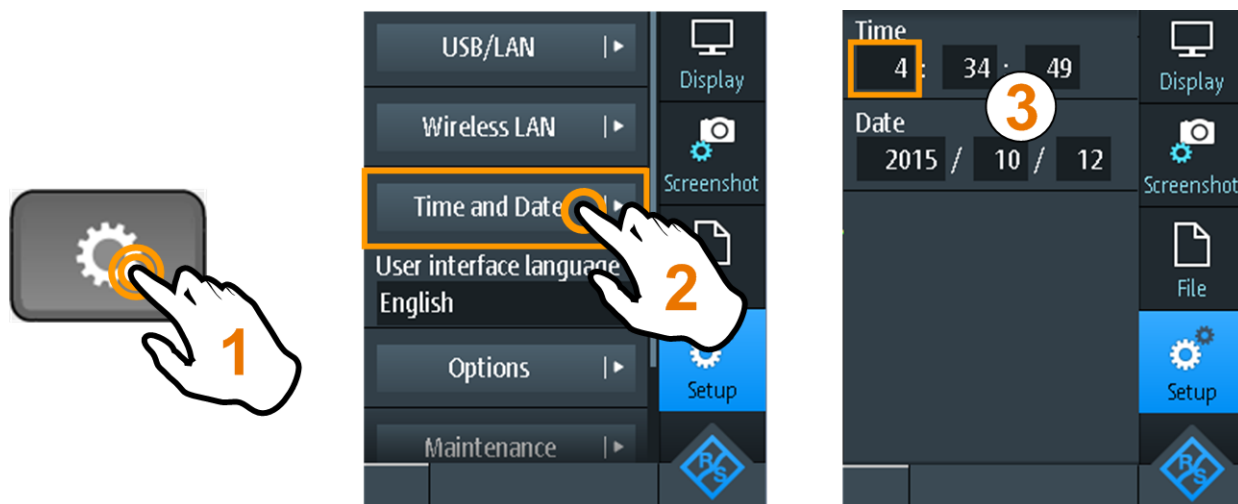 1
USB/LAN
Wireless LAN
Time and Date
User interface language
English
Options
Maintenance
Display
Screenshot
2
Setup
R/S
Time
4 : 34 : 49
3
Date
2015 / 10 / 12
Display
Screenshot
File
Setup
R/S